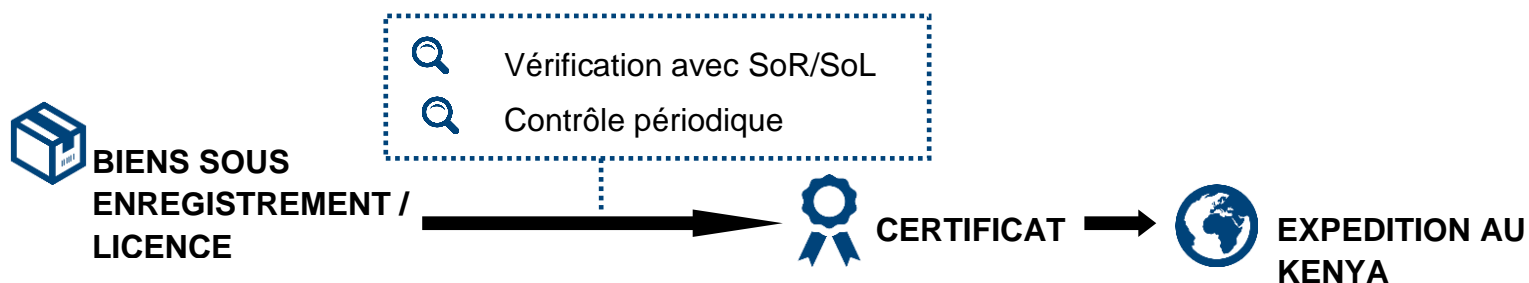 Vérification avec SoR/SoL
Contrôle périodique
BIENS SOUS
ENREGISTREMENT /
LICENCE
CERTIFICAT
EXPEDITION AU
KENYA